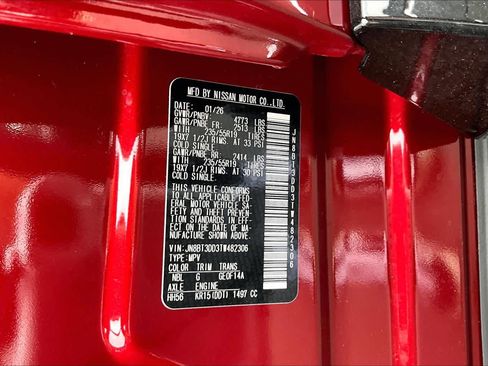 MFD BY NISSAN MOTOR CO.,LTD.
DATE: 01/26
GVWR/PNBV: 4773 LBS
GAWR/PNBE FR: 2513 LBS
WITH 235/55R19 TIRES
19X7 1/2J RIMS, AT 33 PSI
COLD SINGLE
GAWR/PNBE RR: 2414 LBS
WITH 235/55R19 TIRES
19X7 1/2J RIMS, AT 30 PSI
COLD SINGLE
THIS VEHICLE CONFORMS
TO ALL APPLICABLE FED-
ERAL MOTOR VEHICLE SA-
FETY AND THEFT PREVEN-
TION STANDARDS IN EFF-
ECT ON THE DATE OF MA-
NUFACTURE SHOWN ABOVE.
VIN: JN8BT3DD3TW482306
TYPE: MPV
COLOR TRIM TRANS
NBL G GE0F14A
AXLE ENGINE
HH56 KR15(DDT) 1497 CC
JN8BT3DD3TW482306